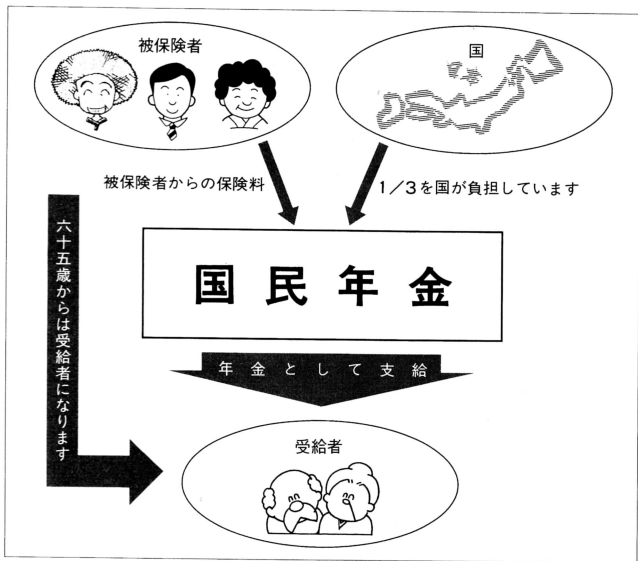 被保険者
国
被保険者からの保険料
1/3を国が負担しています
国民年金
年金として支給
六十五歳からは受給者になります
受給者